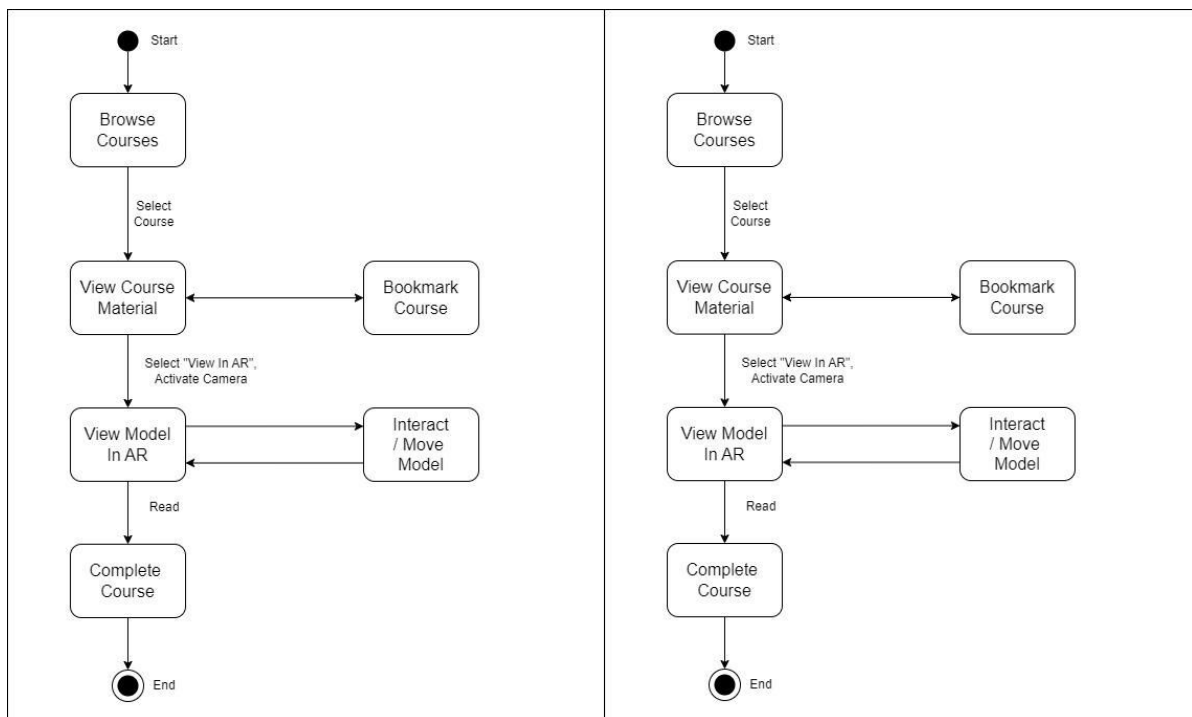 Start
Browse
Courses
Select
Course
View Course
Material
Bookmark
Course
Select "View In AR",
Activate Camera
View Model
In AR
Interact
/ Move
Model
Read
Complete
Course
End
Start
Browse
Courses
Select
Course
View Course
Material
Bookmark
Course
Select "View In AR",
Activate Camera
View Model
In AR
Interact
/ Move
Model
Read
Complete
Course
End